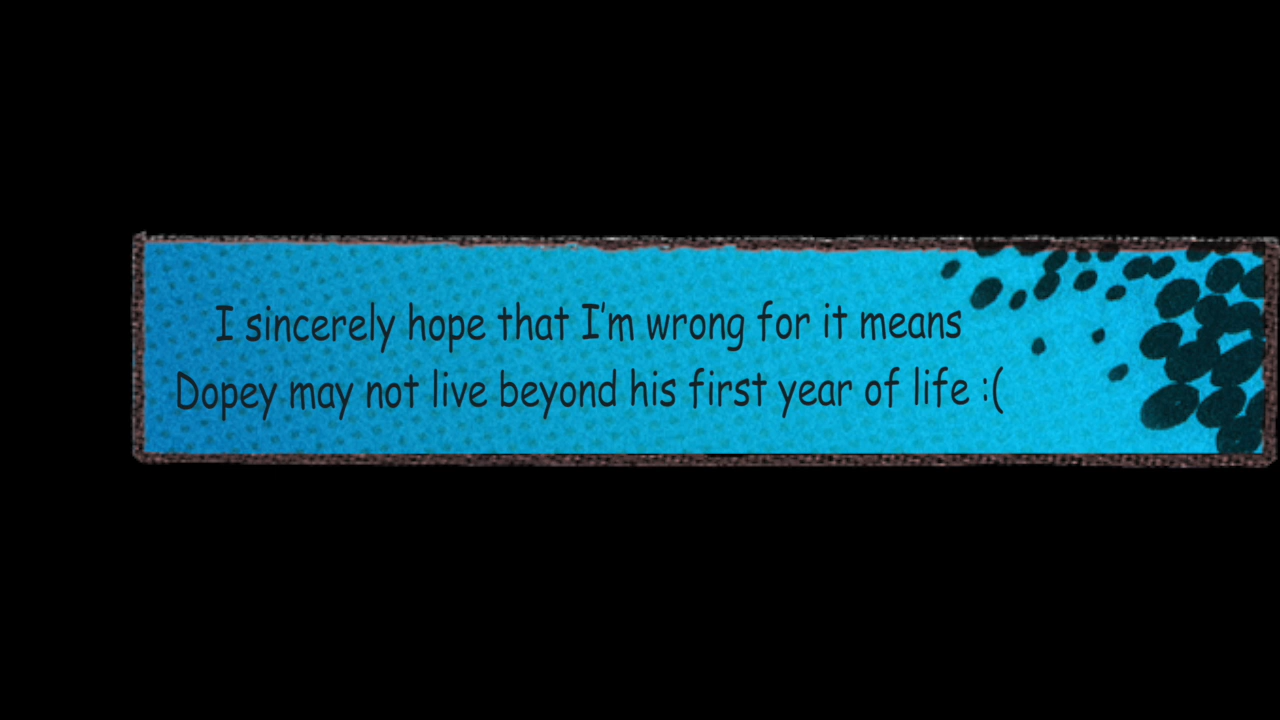 I sincerely hope that I'm wrong for it means
Dopey may not live beyond his first year of life :(